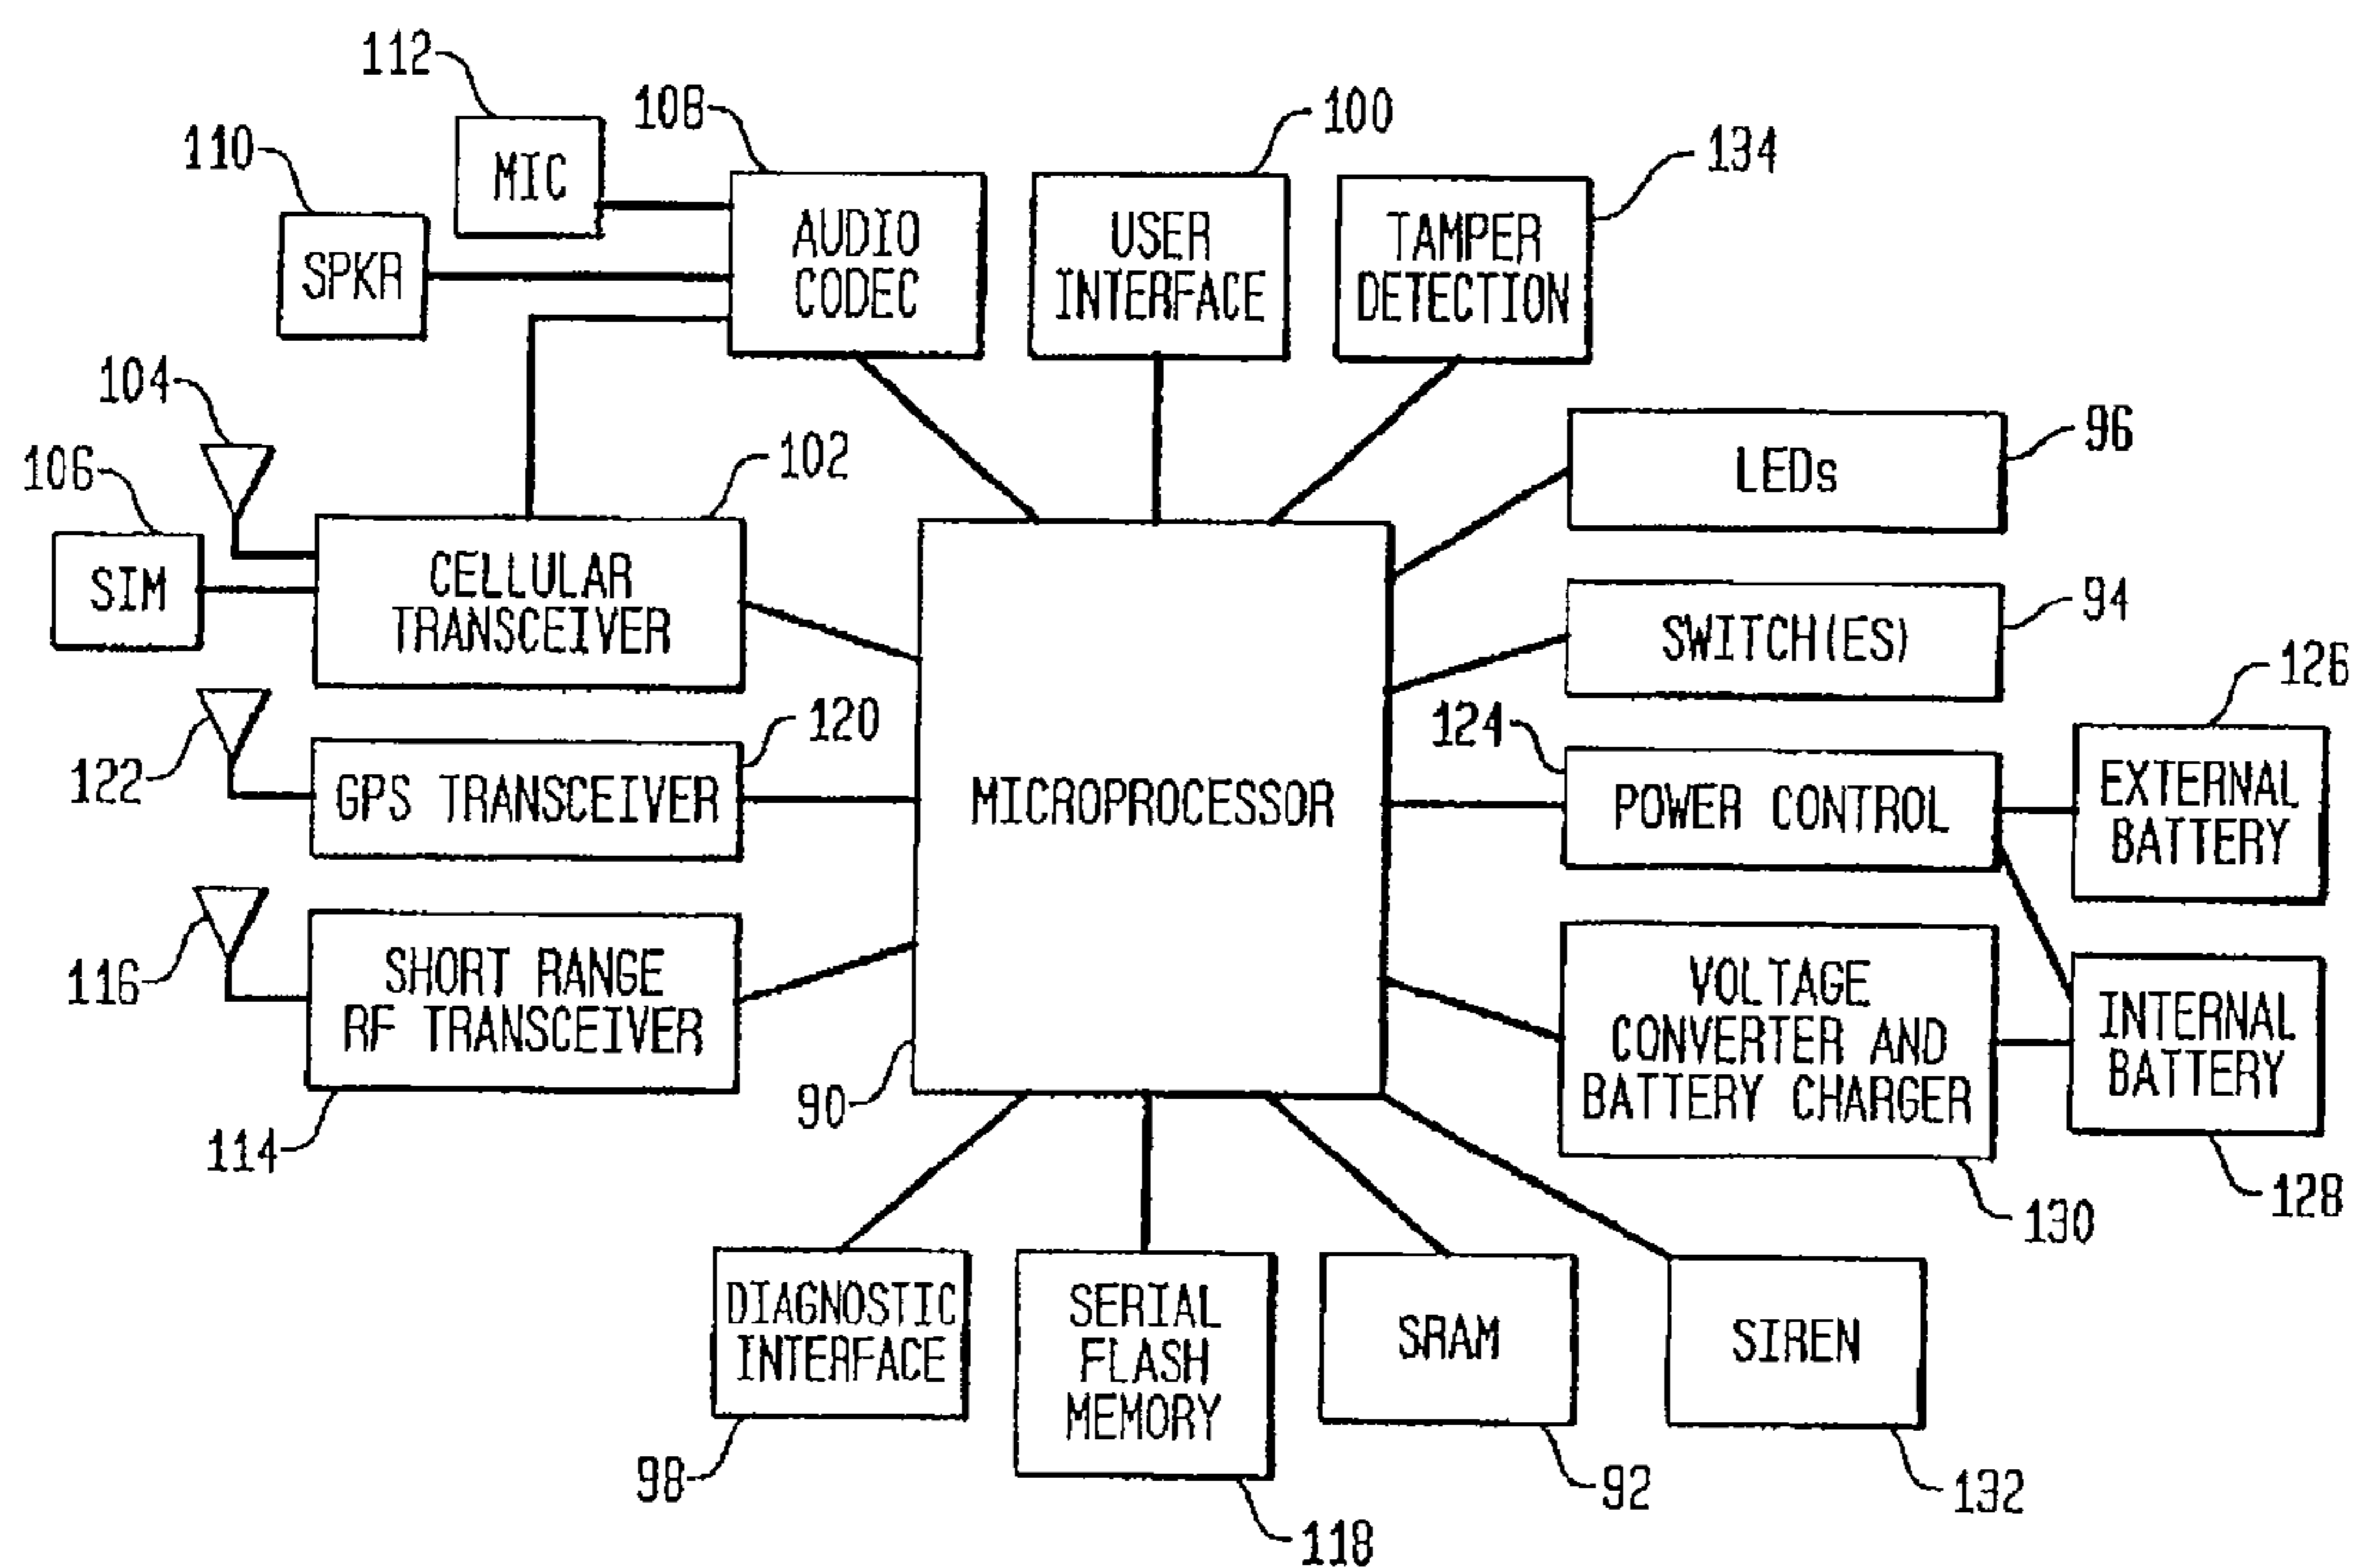 112
MIC
110
SPKR
108
AUDIO
CODEC
100
USER
INTERFACE
134
TAMPER
DETECTION
104
106
SIM
102
CELLULAR
TRANSCEIVER
96
LEDs
94
SWITCH(ES)
122
120
GPS TRANSCEIVER
MICROPROCESSOR
90
124
POWER CONTROL
126
EXTERNAL
BATTERY
116
SHORT RANGE
RF TRANSCEIVER
114
VOLTAGE
CONVERTER AND
BATTERY CHARGER
130
INTERNAL
BATTERY
128
DIAGNOSTIC
INTERFACE
98
SERIAL
FLASH
MEMORY
118
SRAM
92
SIREN
132